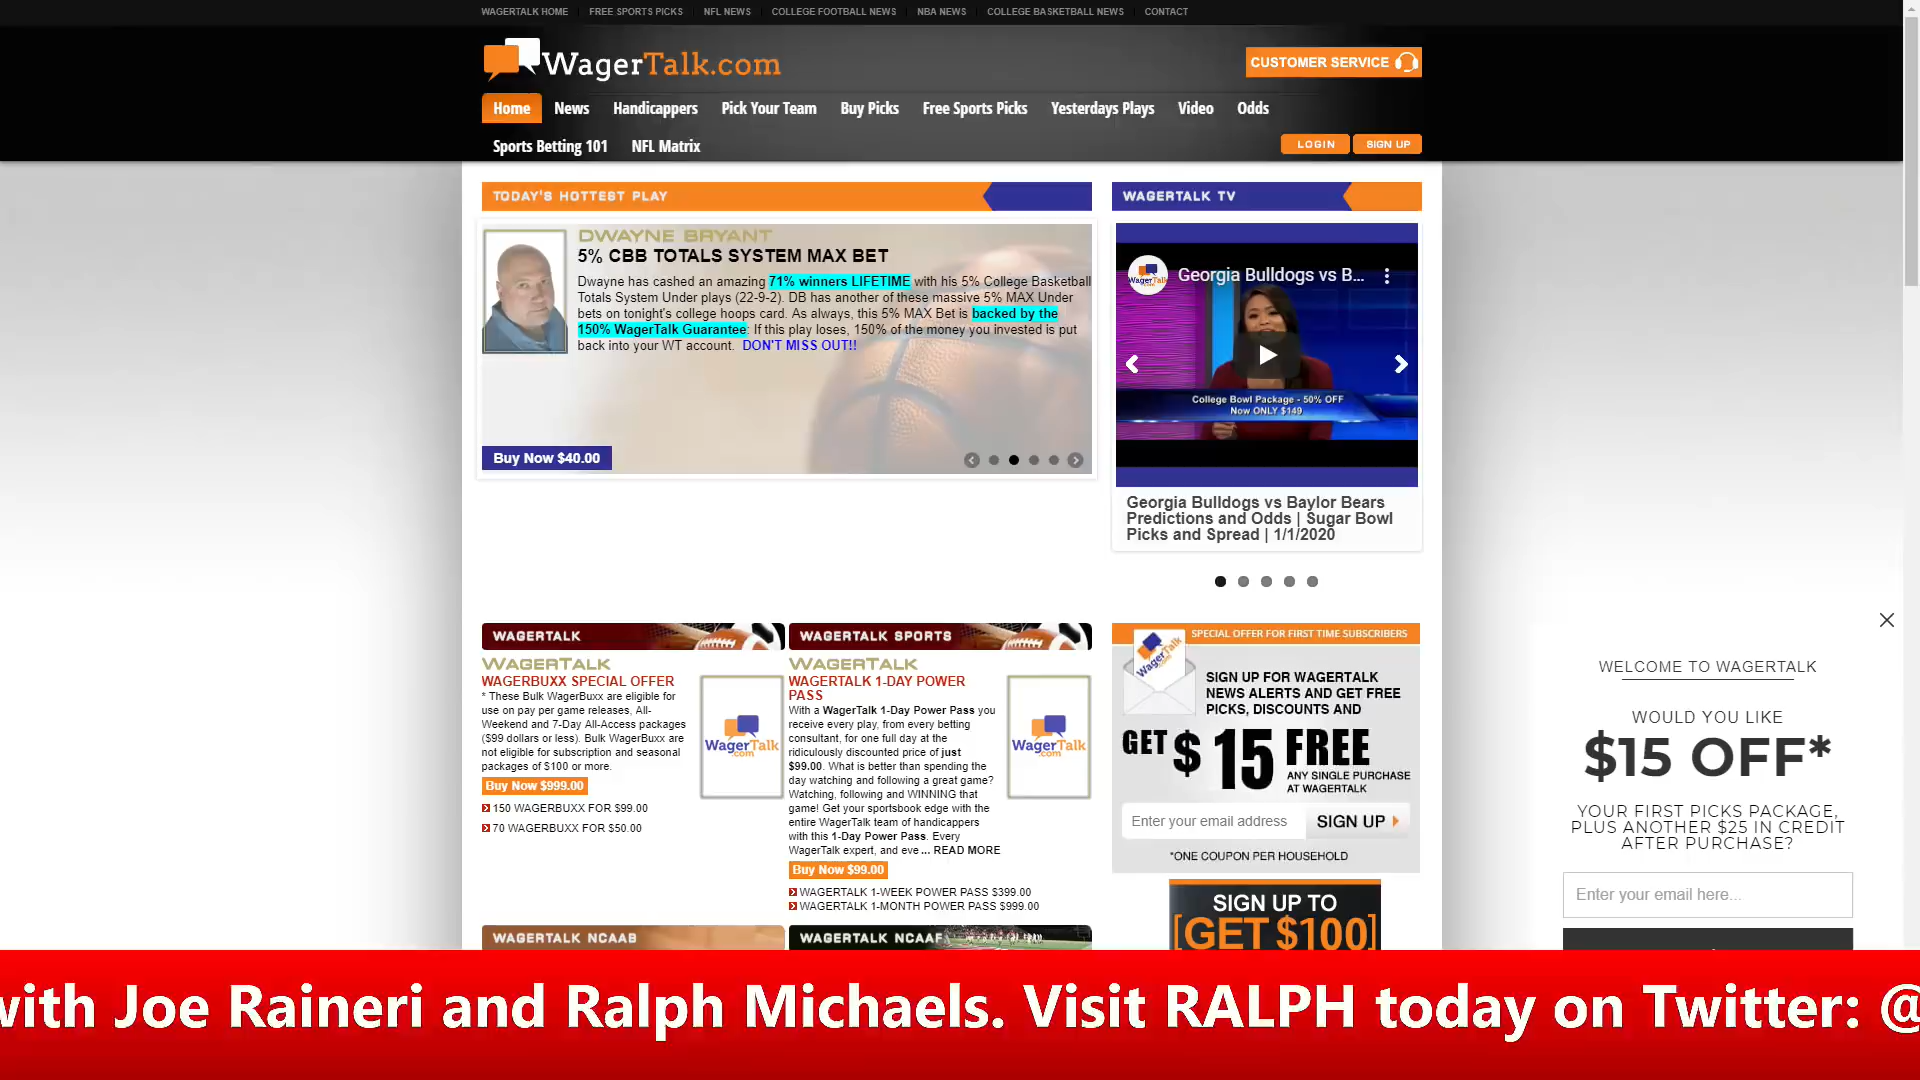 WAGERTALK HOME FREE SPORTS PICKS NFL NEWS COLLEGE FOOTBALL NEWS NBA NEWS COLLEGE BASKETBALL NEWS CONTACT
WagerTalk.com
CUSTOMER SERVICE
Home News Handicappers Pick Your Team Buy Picks Free Sports Picks Yesterdays Plays Video Odds
Sports Betting 101 NFL Matrix
LOGIN SIGN UP
TODAY'S HOTTEST PLAY
DWAYNE BRYANT
5% CBB TOTALS SYSTEM MAX BET
Dwayne has cashed an amazing 71% winners LIFETIME with his 5% College Basketball
Totals System Under plays (22-9-2). DB has another of these massive 5% MAX Under
bets on tonight's college hoops card. As always, this 5% MAX Bet is backed by the
150% WagerTalk Guarantee: If this play loses, 150% of the money you invested is put
back into your WT account. DON'T MISS OUT!!
Buy Now $40.00
WAGERTALK TV
Georgia Bulldogs vs B...
College Bowl Package - 50% OFF
Now ONLY $149
Georgia Bulldogs vs Baylor Bears
Predictions and Odds | Sugar Bowl
Picks and Spread | 1/1/2020
WAGERTALK
WAGERTALK
WAGERBUXX SPECIAL OFFER
* These Bulk WagerBuxx are eligible for
use on pay per game releases, All-
Weekend and 7-Day All-Access packages
($99 dollars or less). Bulk WagerBuxx are
not eligible for subscription and seasonal
packages of $100 or more.
Buy Now $999.00
150 WAGERBUXX FOR $99.00
70 WAGERBUXX FOR $50.00
WagerTalk
.com
WAGERTALK SPORTS
WAGERTALK
WAGERTALK 1-DAY POWER
PASS
With a WagerTalk 1-Day Power Pass you
receive every play, from every betting
consultant, for one full day at the
ridiculously discounted price of just
$99.00. What is better than spending the
day watching and following a great game?
Watching, following and WINNING that
game! Get your sportsbook edge with the
entire WagerTalk team of handicappers
with this 1-Day Power Pass. Every
WagerTalk expert, and eve... READ MORE
Buy Now $99.00
WAGERTALK 1-WEEK POWER PASS $399.00
WAGERTALK 1-MONTH POWER PASS $999.00
WagerTalk
.com
SPECIAL OFFER FOR FIRST TIME SUBSCRIBERS
WagerTalk
SIGN UP FOR WAGERTALK
NEWS ALERTS AND GET FREE
PICKS, DISCOUNTS AND
GET $15 FREE
ANY SINGLE PURCHASE
AT WAGERTALK
Enter your email address SIGN UP
*ONE COUPON PER HOUSEHOLD
SIGN UP TO
[GET $100]
WAGERTALK NCAAB
WAGERTALK NCAAF
WELCOME TO WAGERTALK
WOULD YOU LIKE
$15 OFF*
YOUR FIRST PICKS PACKAGE,
PLUS ANOTHER $25 IN CREDIT
AFTER PURCHASE?
Enter your email here...
with Joe Raineri and Ralph Michaels. Visit RALPH today on Twitter: @